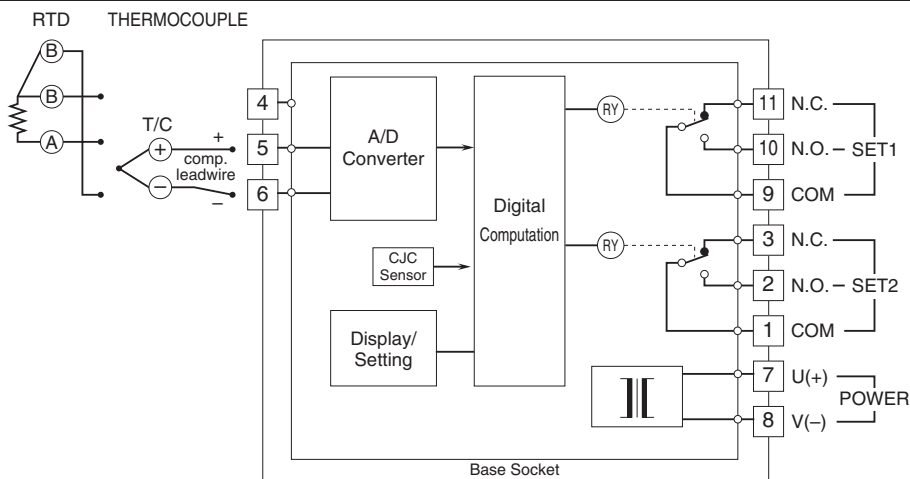 RTD THERMOCOUPLE
B
B
A
T/C
+
–
+
comp.
leadwire
–
4
5
6
A/D
Converter
CJC
Sensor
Display/
Setting
Digital
Computation
RY
RY
11 N.C.
10 N.O. SET1
9 COM
3 N.C.
2 N.O. SET2
1 COM
7 U(+)
POWER
8 V(–)
Base Socket